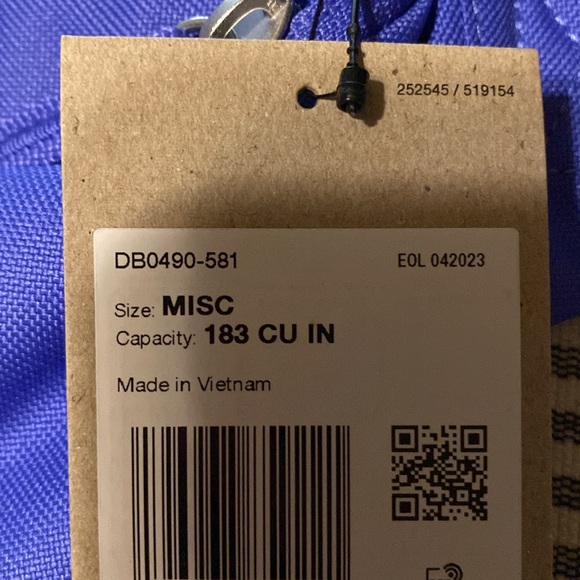 252545 / 519154
DB0490-581 EOL 042023
Size: MISC
Capacity: 183 CU IN
Made in Vietnam